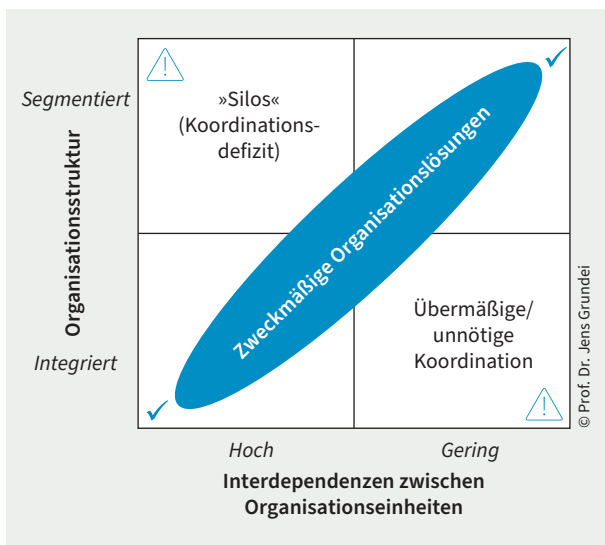 Organisationsstruktur
Segmentiert
Integriert
»Silos«
(Koordinations-
defizit)
Zweckmäßige Organisationslösungen
Übermäßige/
unnötige
Koordination
Hoch
Gering
Interdependenzen zwischen
Organisationseinheiten
© Prof. Dr. Jens Grundei